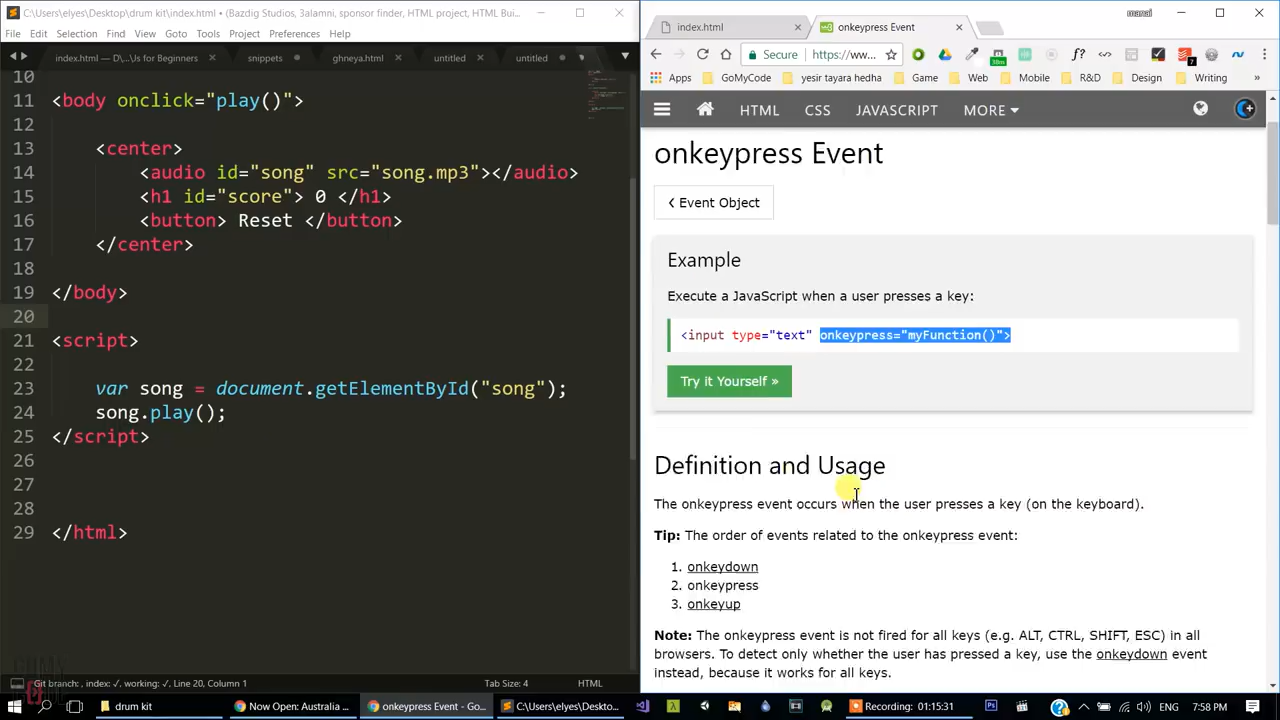 C:\Users\elyes\Desktop\drum kit\index.html * (Bazdig Studios, 3alamni, sponsor finder, HTML project, HTML Bui...
File Edit Selection Find View Goto Tools Project Preferences Help
index.html — D\...\ls for Beginners
snippets
ghneya.html
untitled
untitled
10
11 <body onclick="play()">
12
13 <center>
14 <audio id="song" src="song.mp3"></audio>
15 <h1 id="score"> 0 </h1>
16 <button> Reset </button>
17 </center>
18
19 </body>
20
21 <script>
22
23 var song = document.getElementById("song");
24 song.play();
25 </script>
26
27
28
29 </html>
Git branch: , index: ✓, working: ✓, Line 20, Column 1
Tab Size: 4
HTML
index.html
onkeypress Event
manai
Secure
https://www...
Apps GoMyCode yesir tayara hedha Game Web Mobile R&D Design Writing
HTML CSS JAVASCRIPT MORE
onkeypress Event
Event Object
Example
Execute a JavaScript when a user presses a key:
<input type="text" onkeypress="myFunction()">
Try it Yourself »
Definition and Usage
The onkeypress event occurs when the user presses a key (on the keyboard).
Tip: The order of events related to the onkeypress event:
1. onkeydown
2. onkeypress
3. onkeyup
Note: The onkeypress event is not fired for all keys (e.g. ALT, CTRL, SHIFT, ESC) in all
browsers. To detect only whether the user has pressed a key, use the onkeydown event
instead, because it works for all keys.
drum kit
Now Open: Australia ...
onkeypress Event - Go...
C:\Users\elyes\Deskto...
Recording: 01:15:31
7:58 PM